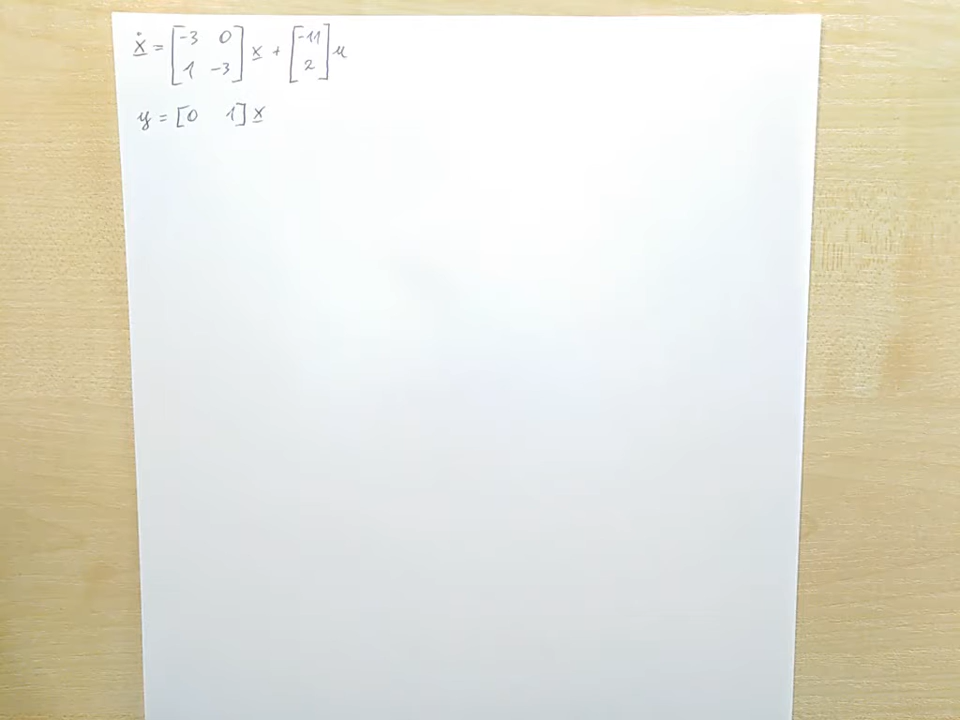 ẋ = [-3 0; 1 -3] x + [-11; 2] u
y = [0 1] x